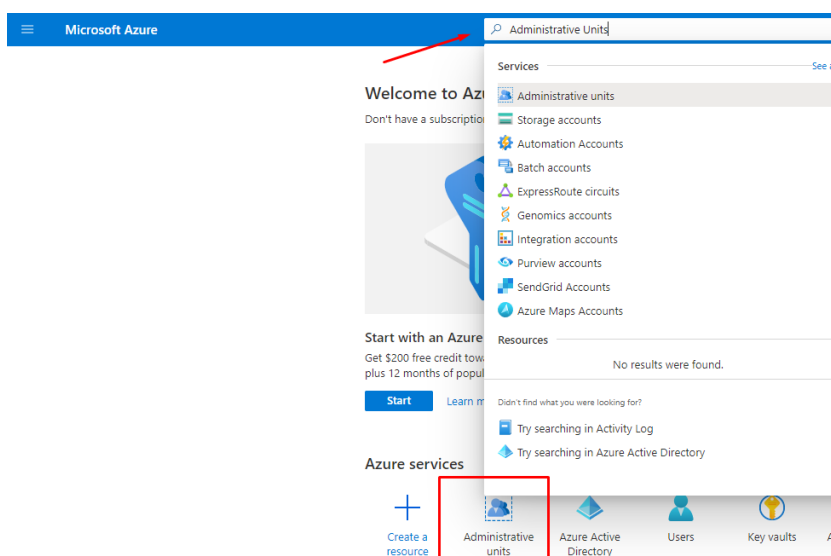 Microsoft Azure
Administrative Units
Services
See a
Administrative units
Storage accounts
Automation Accounts
Batch accounts
ExpressRoute circuits
Genomics accounts
Integration accounts
Purview accounts
SendGrid Accounts
Azure Maps Accounts
Resources
No results were found.
Didn't find what you were looking for?
Try searching in Activity Log
Try searching in Azure Active Directory
Welcome to Azu
Don't have a subscription
Start with an Azure
Get $200 free credit tow
plus 12 months of popul
Start
Learn m
Azure services
Create a
resource
Administrative
units
Azure Active
Directory
Users
Key vaults
A